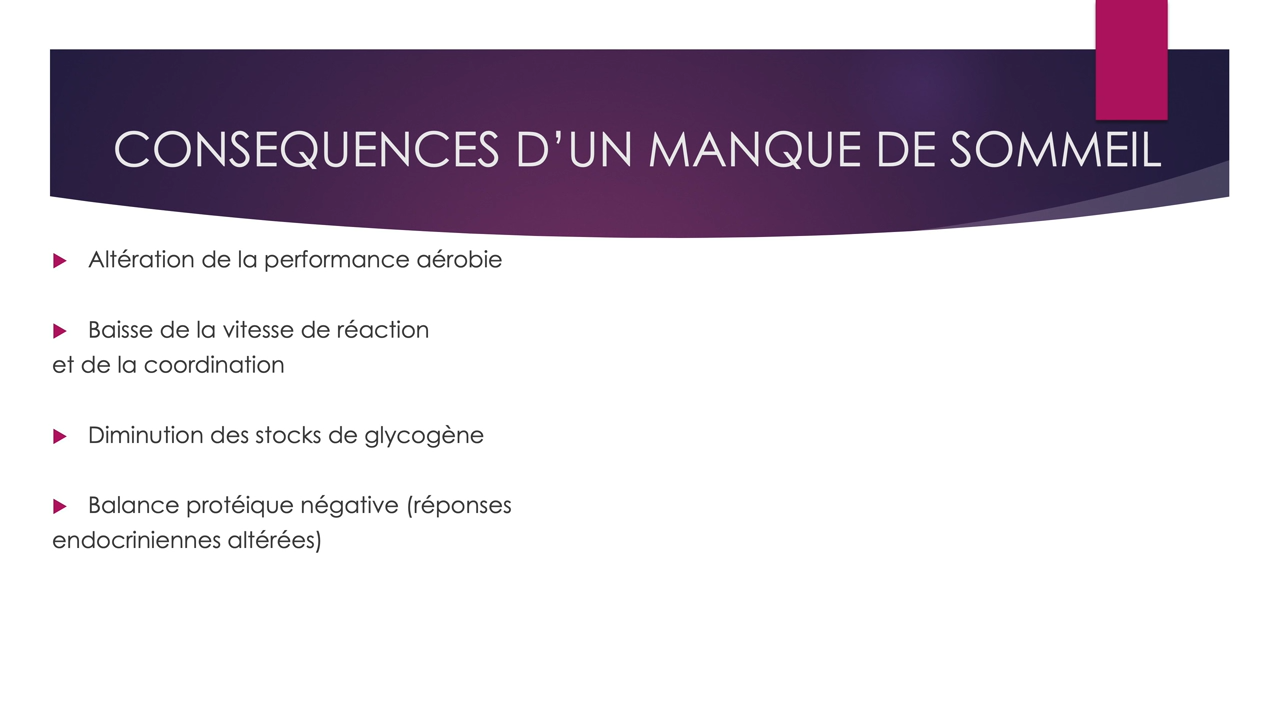 CONSEQUENCES D’UN MANQUE DE SOMMEIL
Altération de la performance aérobie
Baisse de la vitesse de réaction
et de la coordination
Diminution des stocks de glycogène
Balance protéique négative (réponses
endocriniennes altérées)